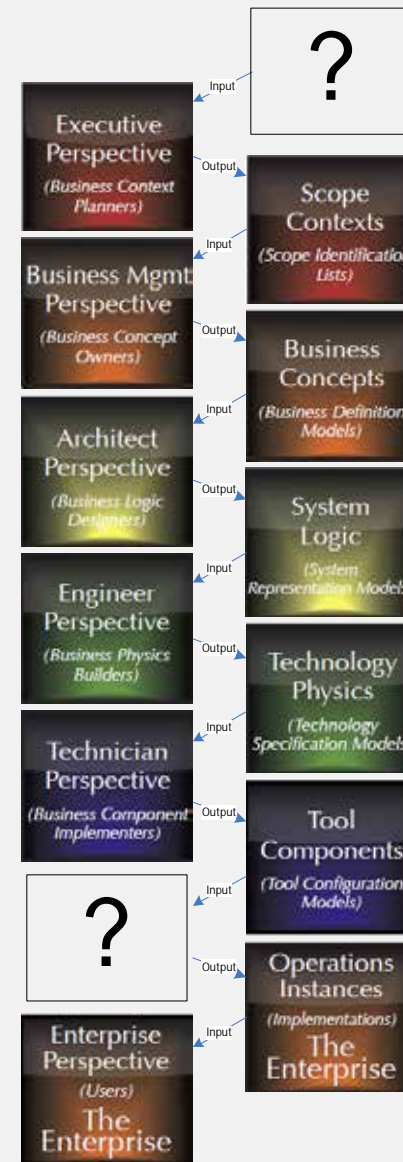 ?
Input
Executive
Perspective
(Business Context
Planners)
Output
Scope
Contexts
(Scope Identification
Lists)
Input
Business Mgmt
Perspective
(Business Concept
Owners)
Output
Business
Concepts
(Business Definition
Models)
Input
Architect
Perspective
(Business Logic
Designers)
Output
System
Logic
(System
Representation Models
Input
Engineer
Perspective
(Business Physics
Builders)
Output
Technology
Physics
(Technology
Specification Models
Input
Technician
Perspective
(Business Component
Implementers)
Output
Tool
Components
(Tool Configuration
Models)
Input
?
Output
Operations
Instances
(Implementations)
The
Enterprise
Input
Enterprise
Perspective
(Users)
The
Enterprise